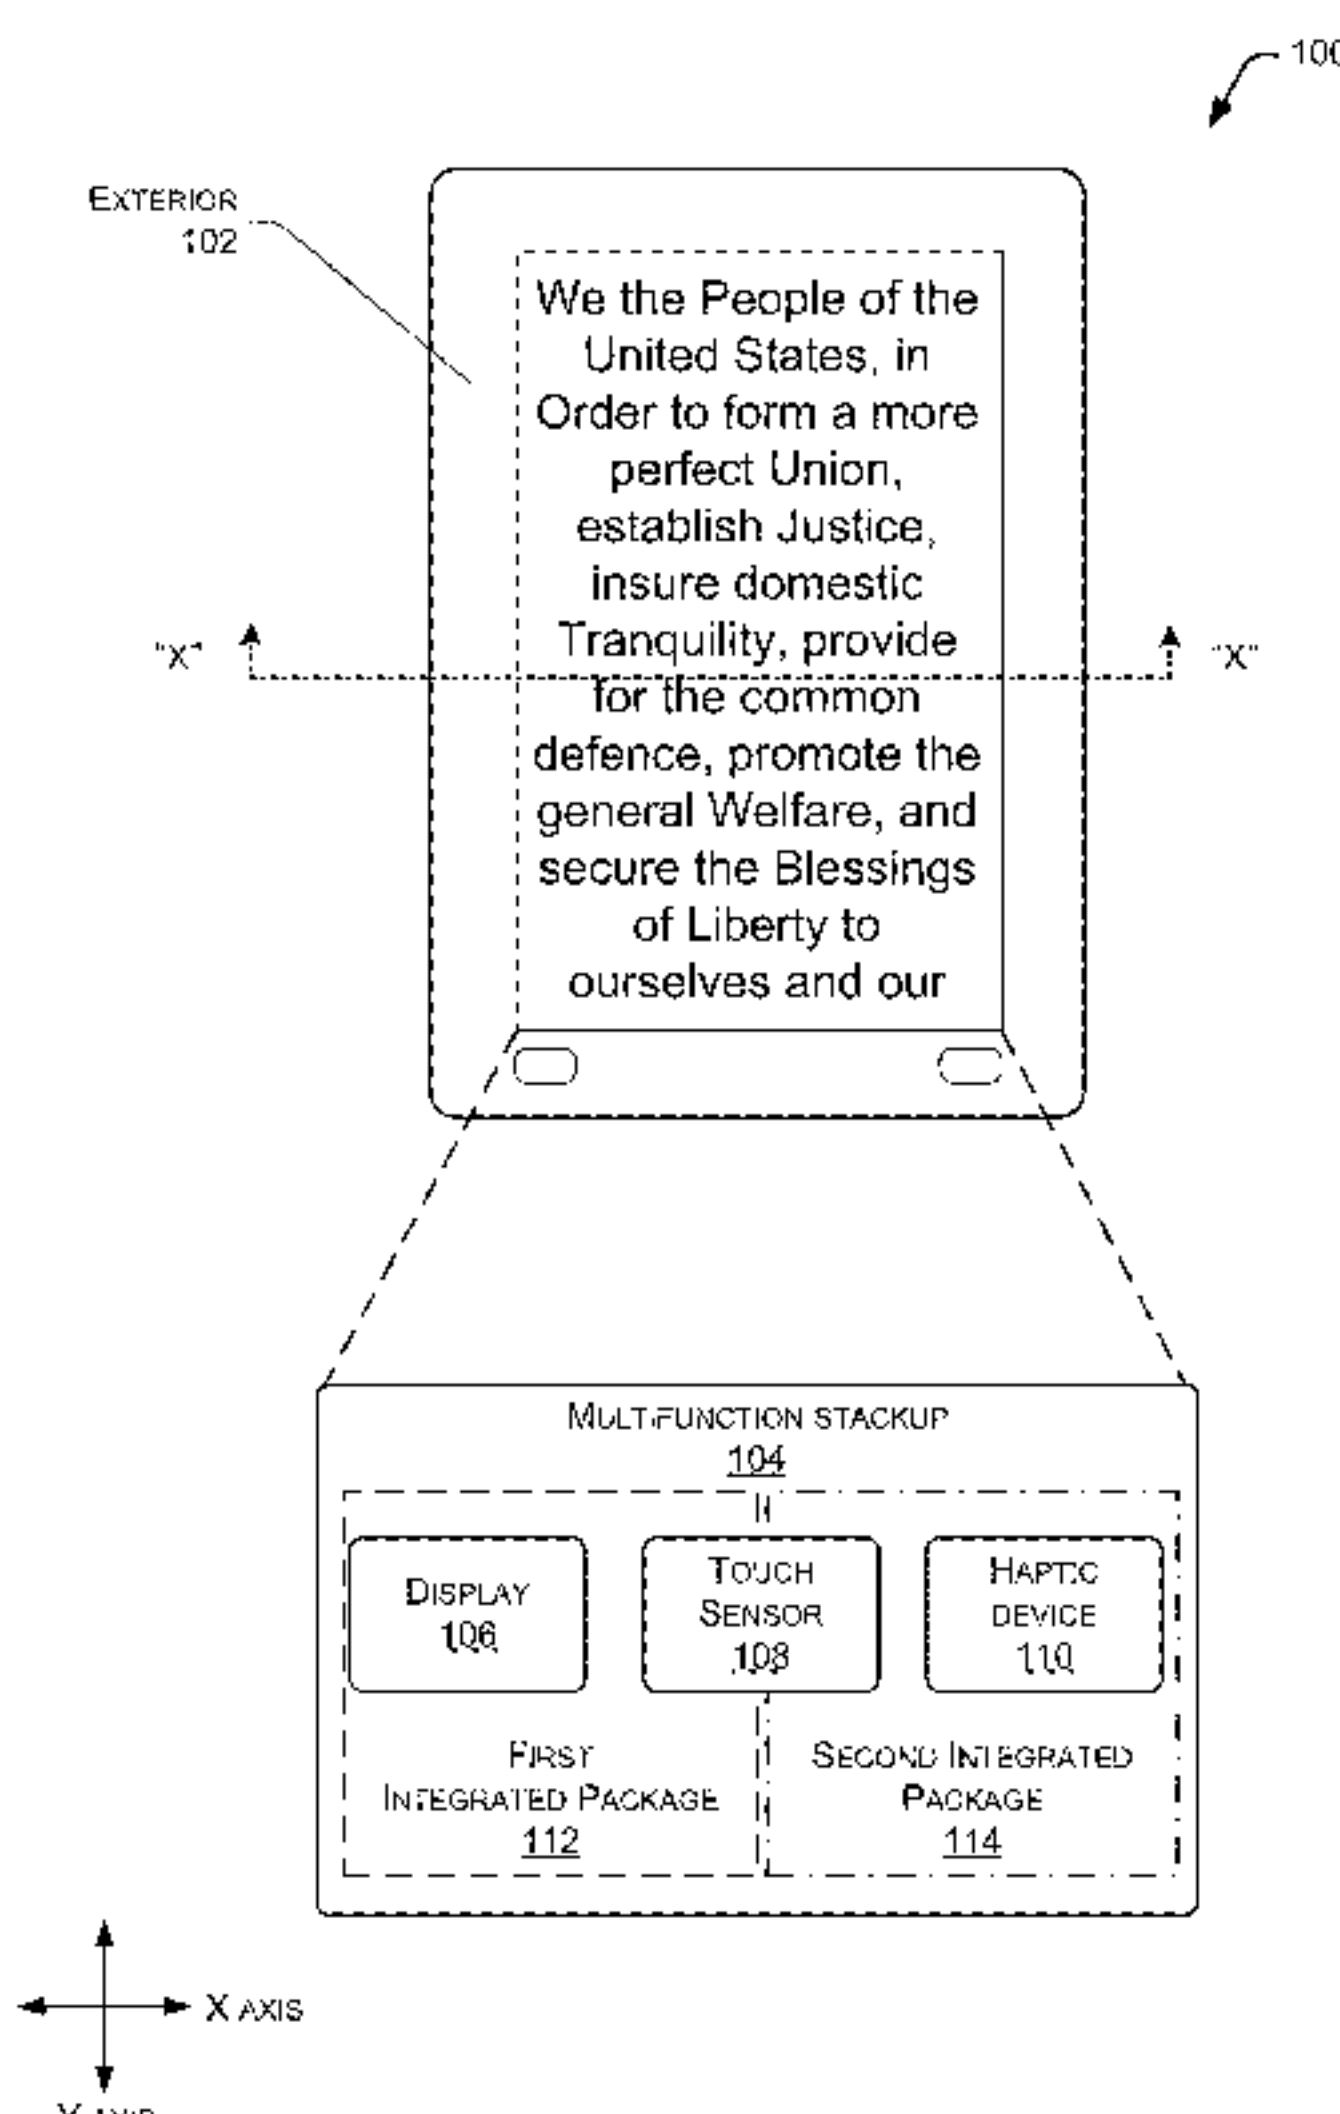 100
EXTERIOR
102
We the People of the
United States, in
Order to form a more
perfect Union,
establish Justice,
insure domestic
Tranquility, provide
for the common
defence, promote the
general Welfare, and
secure the Blessings
of Liberty to
ourselves and our
"X"
"X"
MULTIFUNCTION STACKUP
104
DISPLAY
106
TOUCH
SENSOR
108
HAPTIC
DEVICE
110
FIRST
INTEGRATED PACKAGE
112
SECOND INTEGRATED
PACKAGE
114
X AXIS
Y AXIS